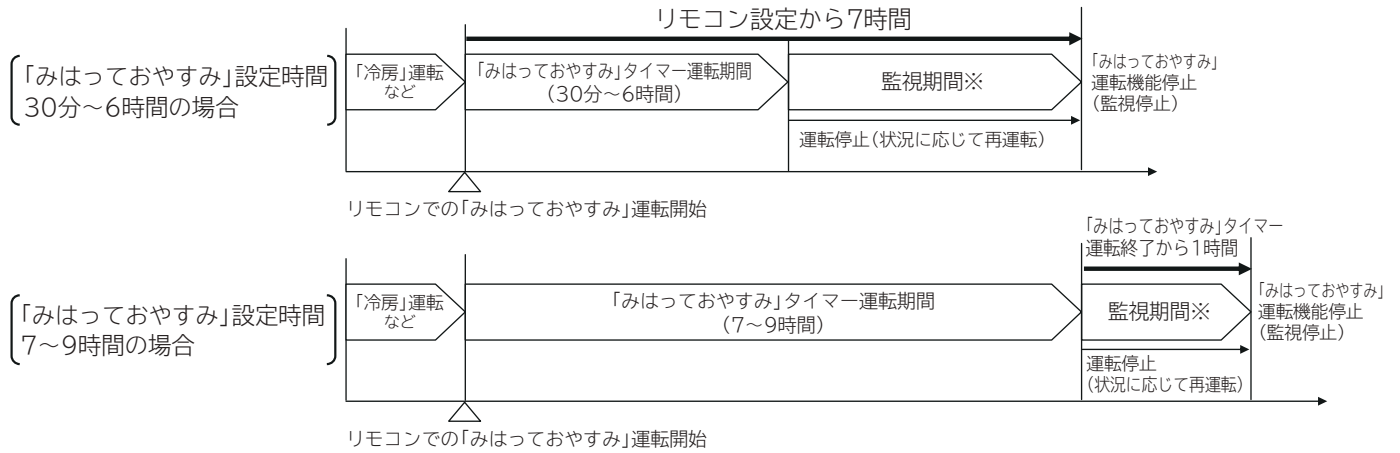 リモコン設定から7時間
「みはっておやすみ」設定時間
30分～6時間の場合
「冷房」運転
など
「みはっておやすみ」タイマー運転期間
(30分～6時間)
監視期間※
「みはっておやすみ」
運転機能停止
(監視停止)
運転停止(状況に応じて再運転)
リモコンでの「みはっておやすみ」運転開始
「みはっておやすみ」タイマー
運転終了から1時間
「みはっておやすみ」設定時間
7～9時間の場合
「冷房」運転
など
「みはっておやすみ」タイマー運転期間
(7～9時間)
監視期間※
「みはっておやすみ」
運転機能停止
(監視停止)
運転停止
(状況に応じて再運転)
リモコンでの「みはっておやすみ」運転開始